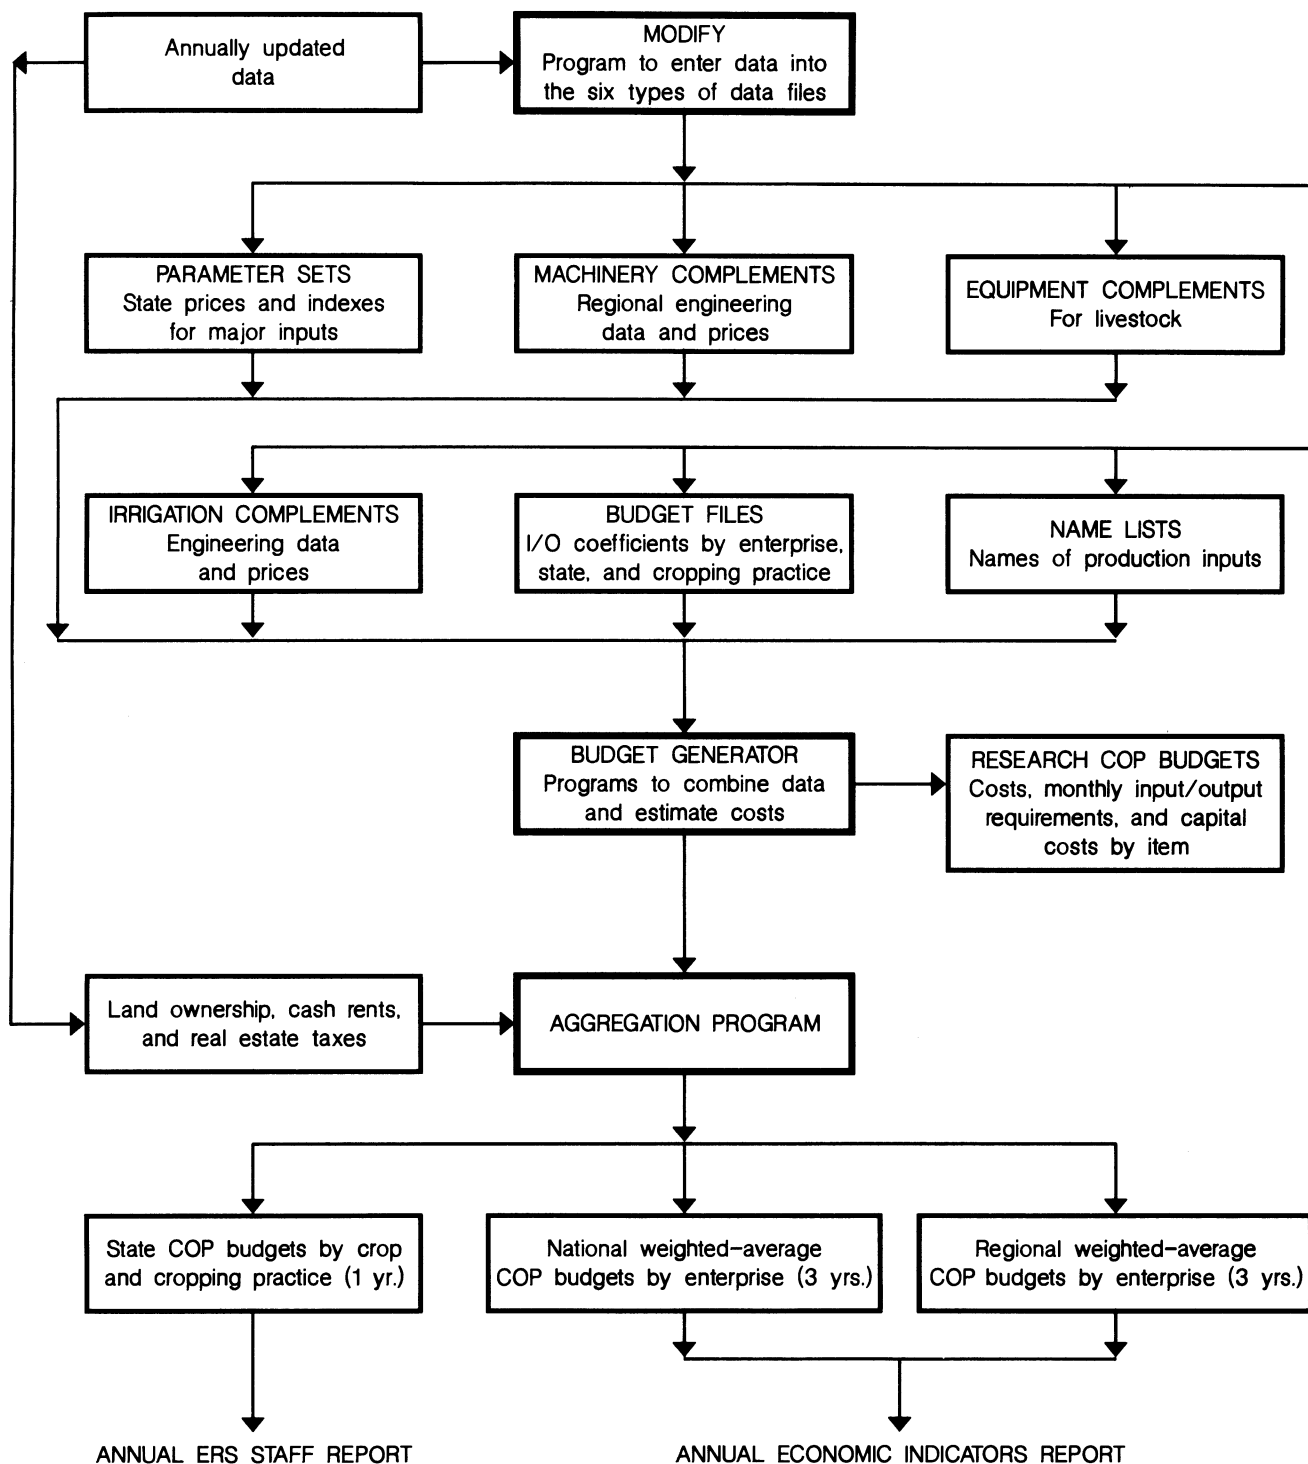 Annually updated
data
MODIFY
Program to enter data into
the six types of data files
PARAMETER SETS
State prices and indexes
for major inputs
MACHINERY COMPLEMENTS
Regional engineering
data and prices
EQUIPMENT COMPLEMENTS
For livestock
IRRIGATION COMPLEMENTS
Engineering data
and prices
BUDGET FILES
I/O coefficients by enterprise,
state, and cropping practice
NAME LISTS
Names of production inputs
BUDGET GENERATOR
Programs to combine data
and estimate costs
RESEARCH COP BUDGETS
Costs, monthly input/output
requirements, and capital
costs by item
Land ownership, cash rents,
and real estate taxes
AGGREGATION PROGRAM
State COP budgets by crop
and cropping practice (1 yr.)
National weighted-average
COP budgets by enterprise (3 yrs.)
Regional weighted-average
COP budgets by enterprise (3 yrs.)
ANNUAL ERS STAFF REPORT
ANNUAL ECONOMIC INDICATORS REPORT